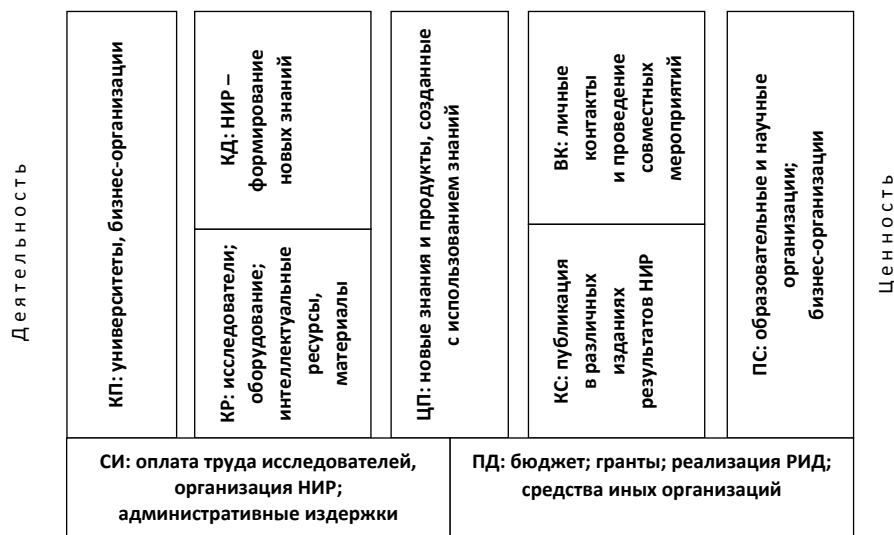 Деятельность
КП: университеты, бизнес-организации
КД: НИР –
формирование
новых знаний
КР: исследователи;
оборудование;
интеллектуальные
ресурсы,
материалы
ЦП: новые знания и продукты, созданные
с использованием знаний
ВК: личные
контакты
и проведение
совместных
мероприятий
КС: публикация
в различных
изданиях
результатов НИР
ПС: образовательные и научные
организации;
бизнес-организации
Ценность
СИ: оплата труда исследователей,
организация НИР;
административные издержки
ПД: бюджет; гранты; реализация РИД;
средства иных организаций